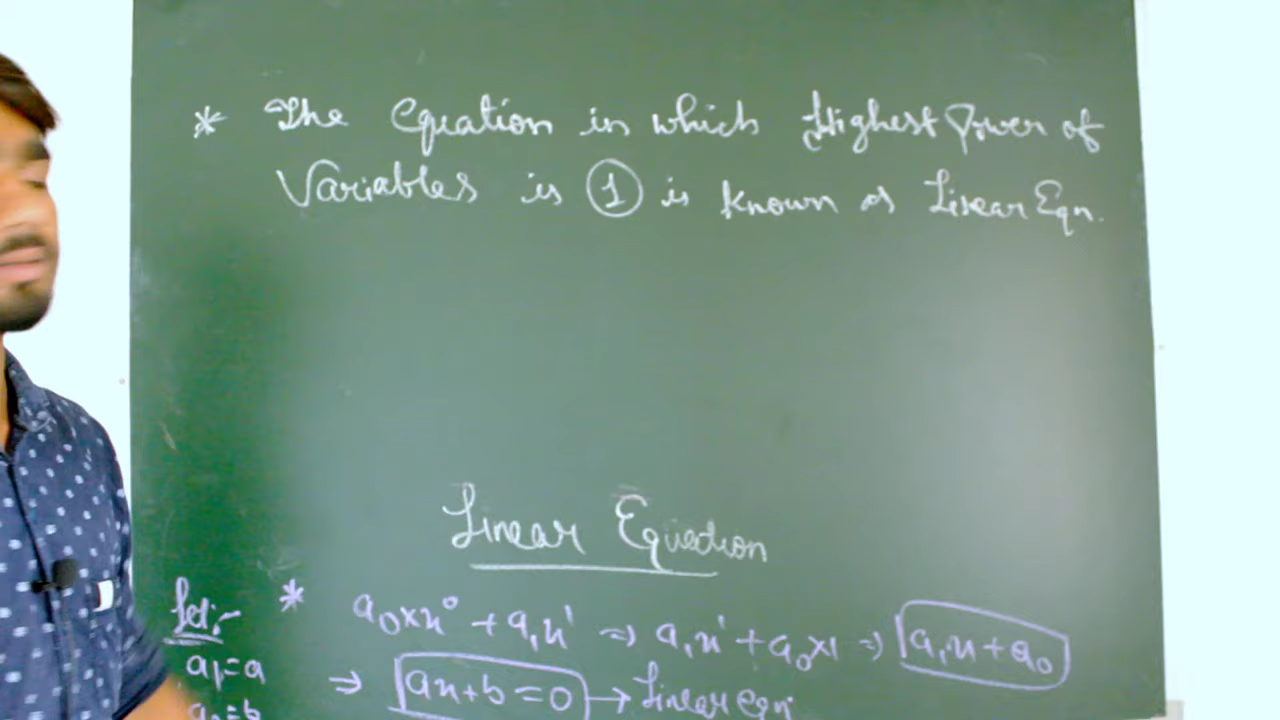 * The Equation in which Highest Power of
Variables is 1 is known as Linear Eqn.
Linear Equation
Let:-
* a₀×x⁰ + a₁x¹ ⇒ a₁x¹ + a₀×1 ⇒ a₁x + a₀
a₁=a
⇒ ax+b=0 → Linear eqn
a₀=b